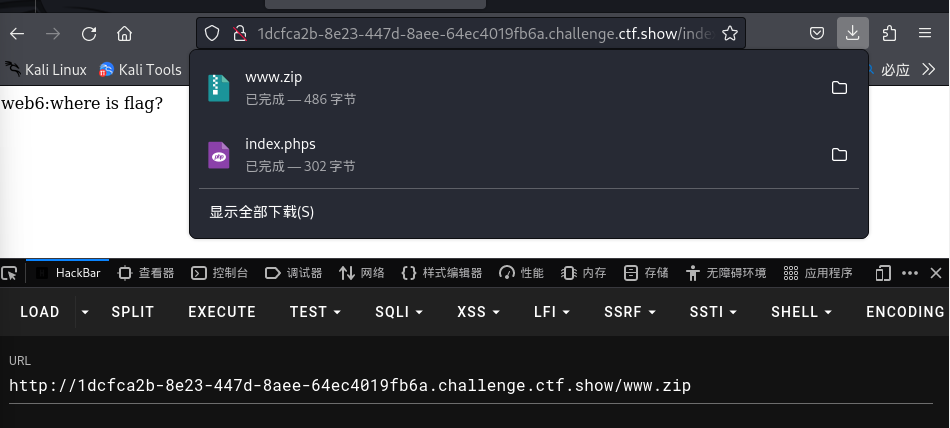 1dcfca2b-8e23-447d-8aee-64ec4019fb6a.challenge.ctf.show/inde
Kali Linux Kali Tools 必应
web6:where is flag?
www.zip
已完成 — 486 字节
index.phps
已完成 — 302 字节
显示全部下载(S)
HackBar 查看器 控制台 调试器 网络 样式编辑器 性能 内存 存储 无障碍环境 应用程序
LOAD SPLIT EXECUTE TEST SQLI XSS LFI SSRF SSTI SHELL ENCODING
URL
http://1dcfca2b-8e23-447d-8aee-64ec4019fb6a.challenge.ctf.show/www.zip